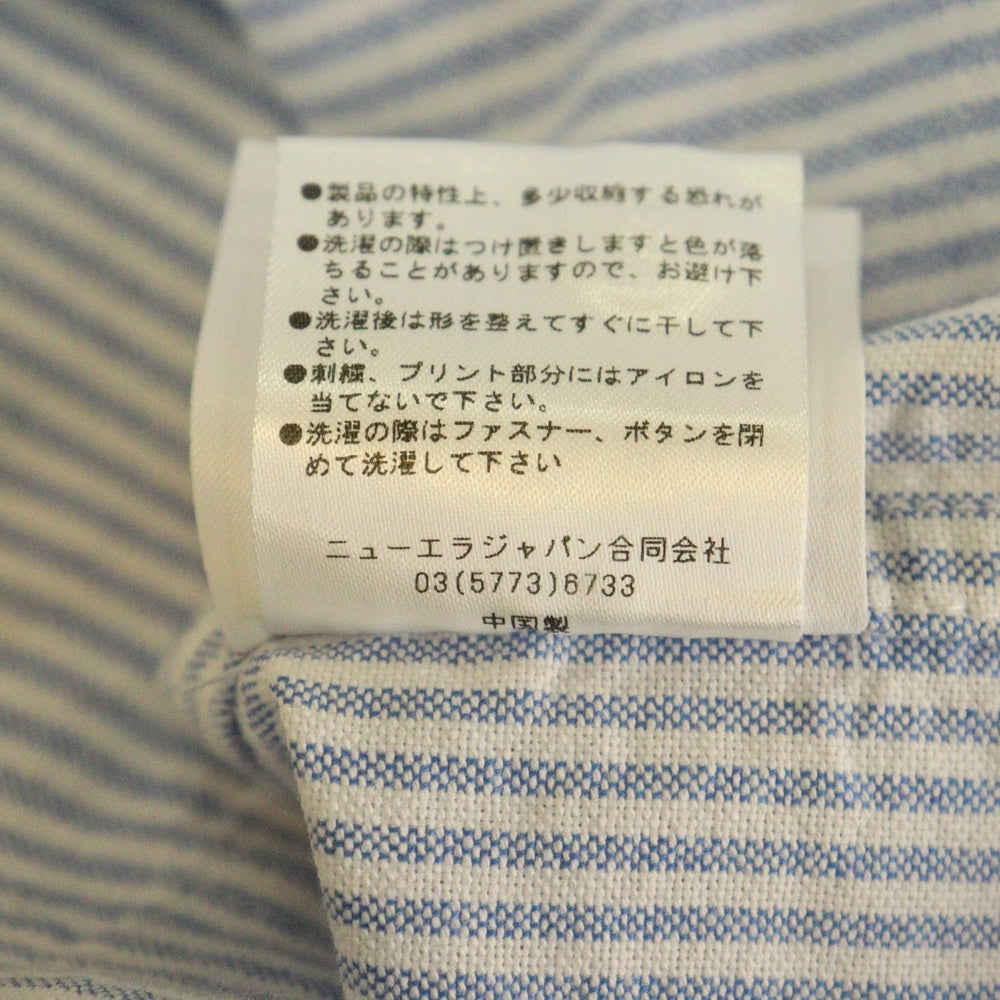 ●製品の特性上、多少収縮する恐れが
あります。
●洗濯の際はつけ置きしますと色が落
ちることがありますので、お避け下
さい。
●洗濯後は形を整えてすぐに干して下
さい。
●刺繍、プリント部分にはアイロンを
当てないで下さい。
●洗濯の際はファスナー、ボタンを閉
めて洗濯して下さい
ニューエラジャパン合同会社
03(5773)6733
中国製